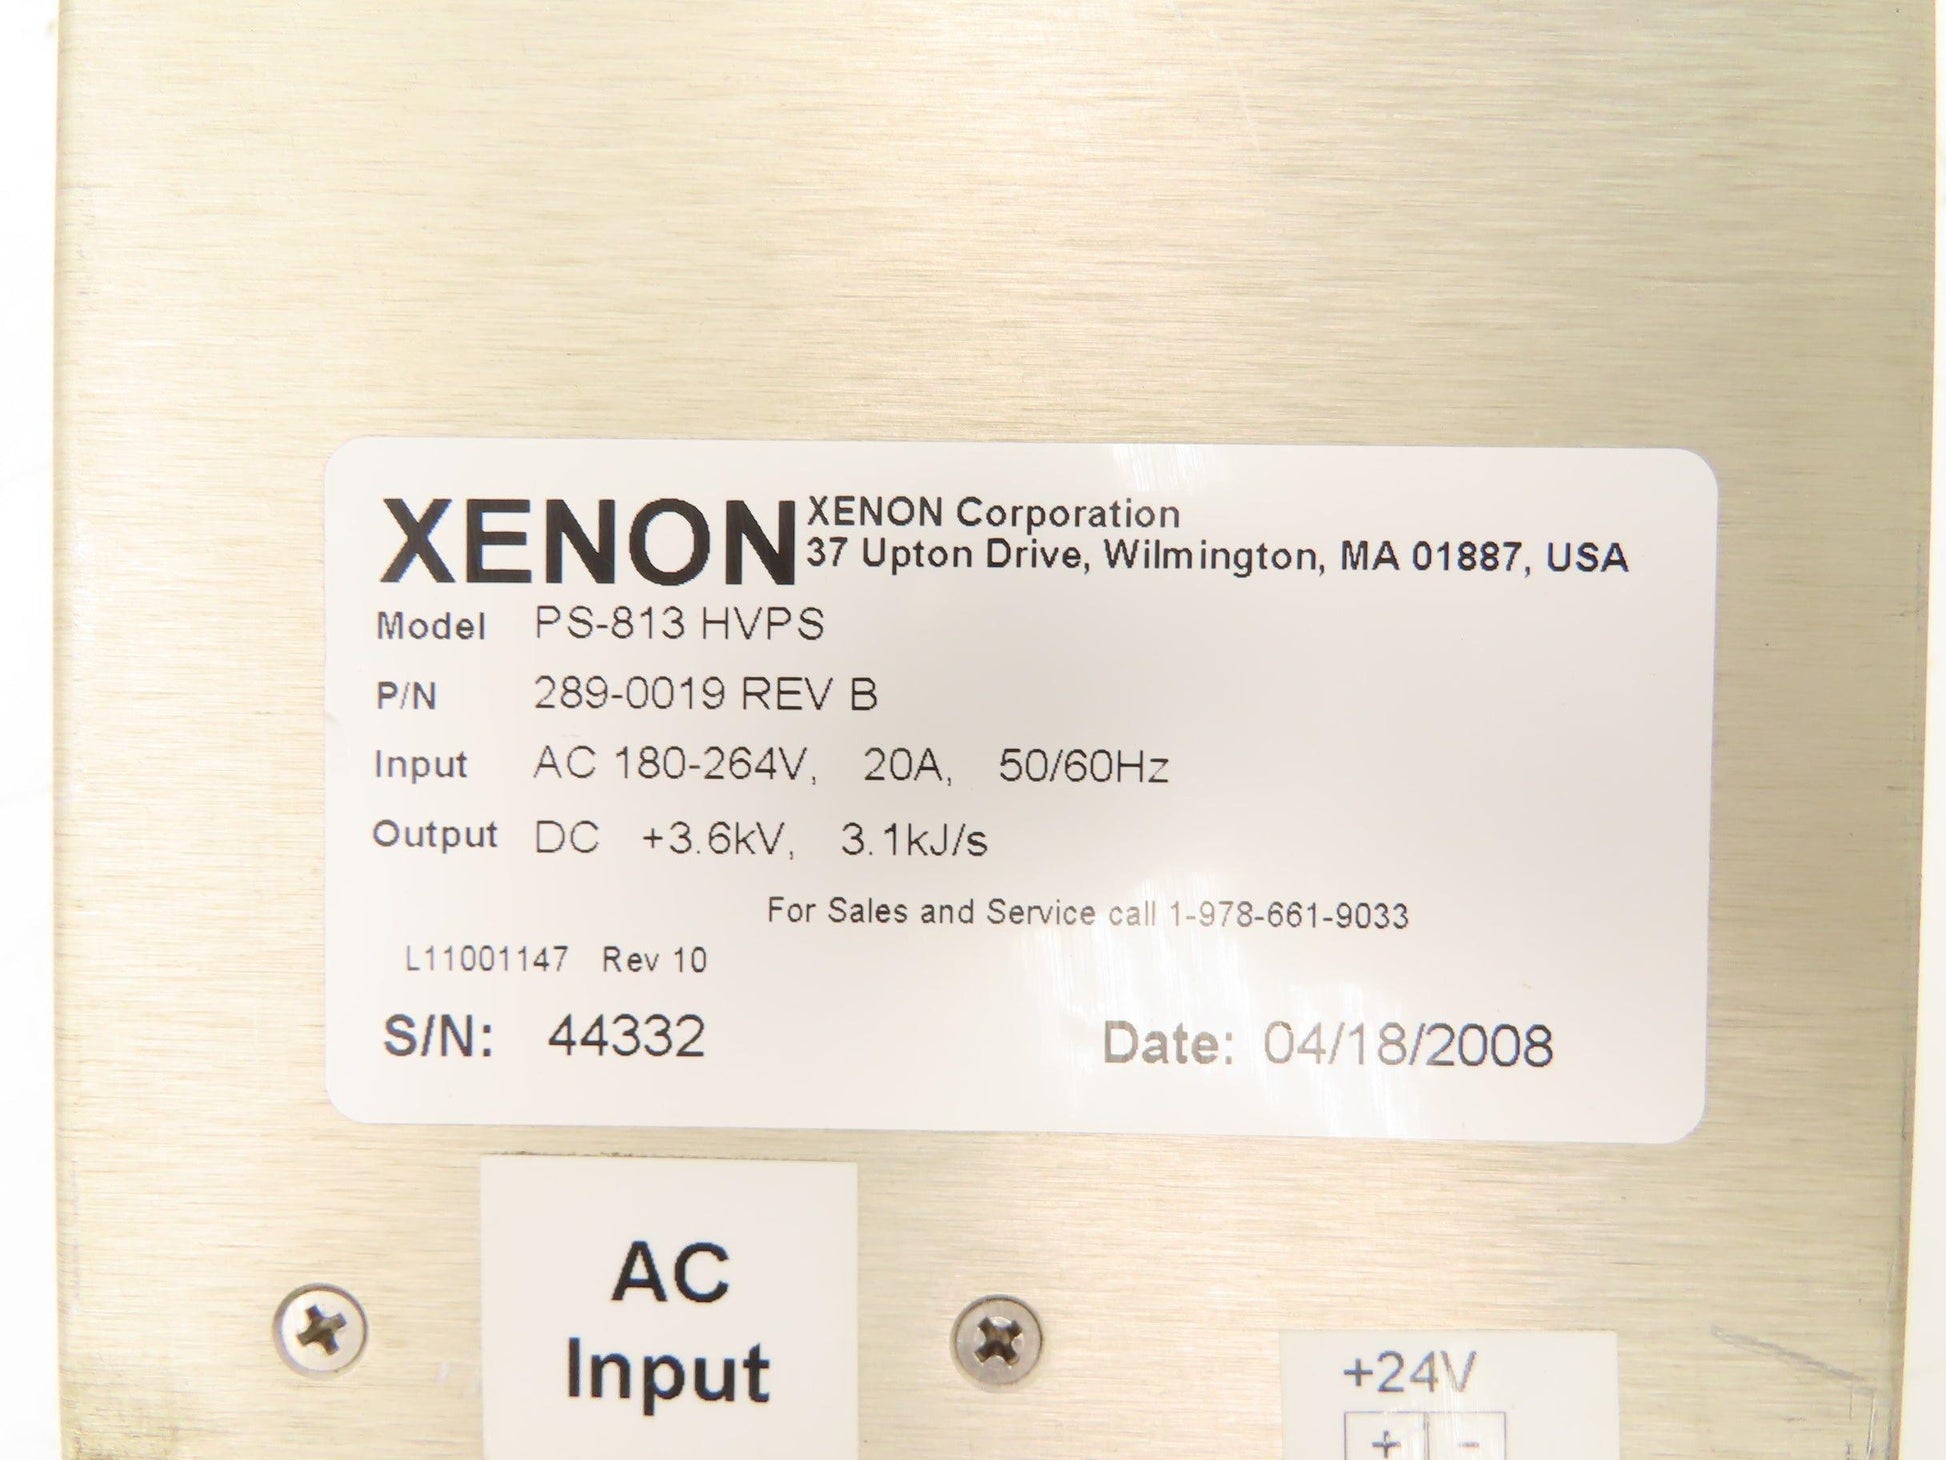 XENON XENON Corporation
37 Upton Drive, Wilmington, MA 01887, USA
Model PS-813 HVPS
P/N 289-0019 REV B
Input AC 180-264V, 20A, 50/60Hz
Output DC +3.6kV, 3.1kJ/s
For Sales and Service call 1-978-661-9033
L11001147 Rev 10
S/N: 44332 Date: 04/18/2008
AC
Input
+24V
+ -